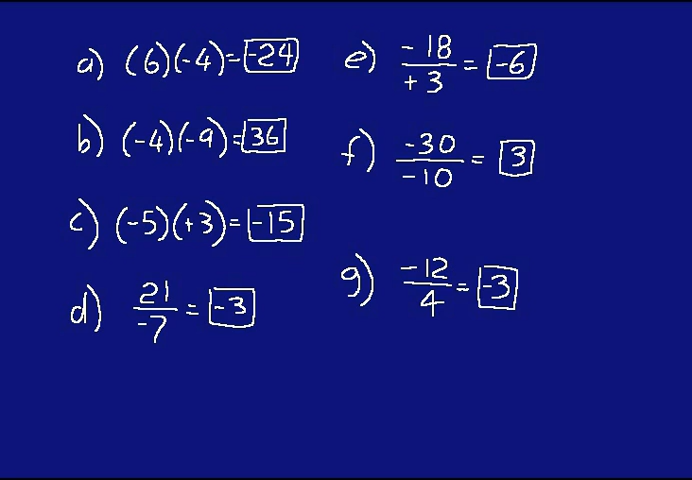 a) (6)(-4)=-24
b) (-4)(-9)=36
c) (-5)(+3)=-15
d) 21/-7 = -3
e) -18/+3 = -6
f) -30/-10 = 3
g) -12/4 = -3